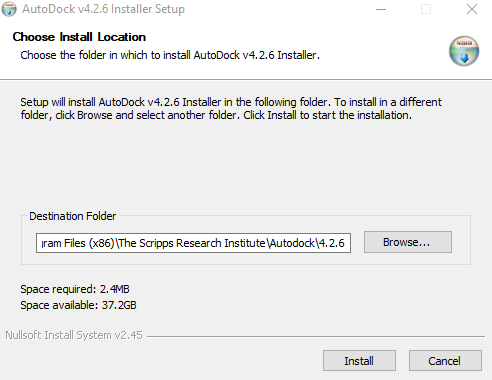 AutoDock v4.2.6 Installer Setup
Choose Install Location
Choose the folder in which to install AutoDock v4.2.6 Installer.
Setup will install AutoDock v4.2.6 Installer in the following folder. To install in a different
folder, click Browse and select another folder. Click Install to start the installation.
Destination Folder
ram Files (x86)\The Scripps Research Institute\Autodock\4.2.6
Browse...
Space required: 2.4MB
Space available: 37.2GB
Nullsoft Install System v2.45
Install
Cancel